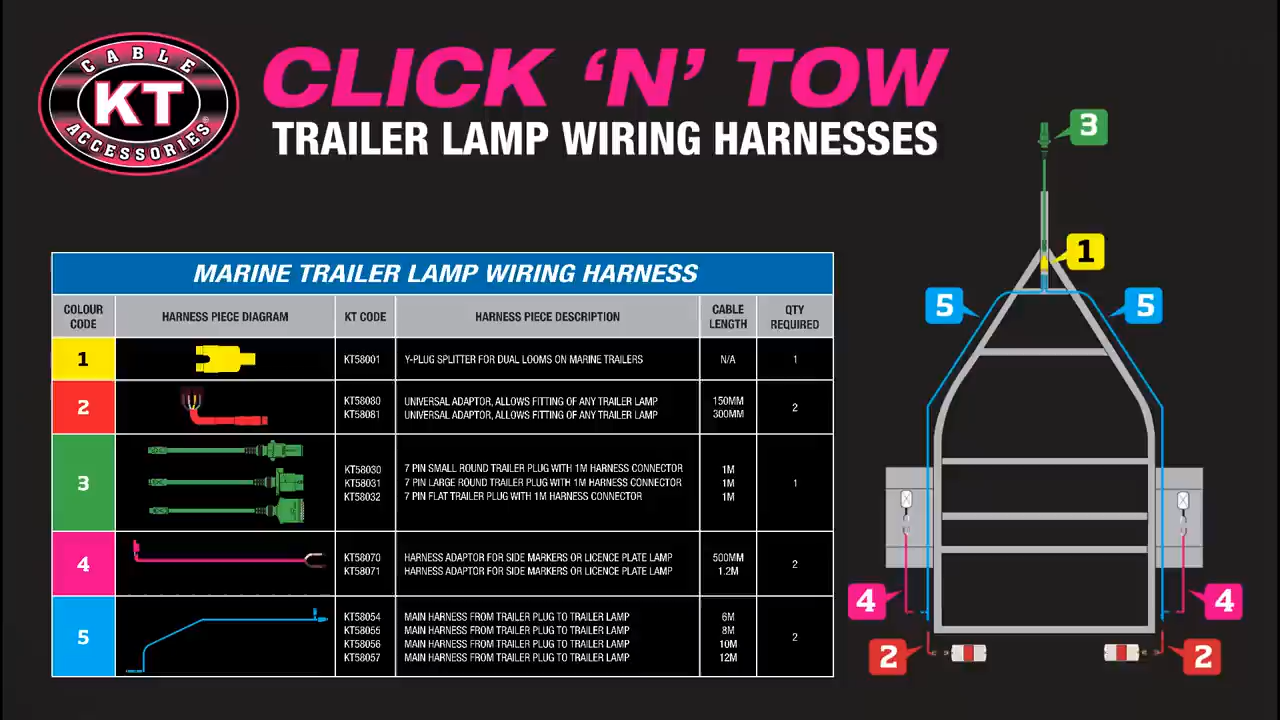 CABLE
KT
ACCESSORIES®
CLICK 'N' TOW
TRAILER LAMP WIRING HARNESSES
MARINE TRAILER LAMP WIRING HARNESS
COLOUR CODE
HARNESS PIECE DIAGRAM
KT CODE
HARNESS PIECE DESCRIPTION
CABLE LENGTH
QTY REQUIRED
1
KT58001
Y-PLUG SPLITTER FOR DUAL LOOMS ON MARINE TRAILERS
N/A
1
2
KT58080
UNIVERSAL ADAPTOR, ALLOWS FITTING OF ANY TRAILER LAMP
150MM
KT58081
UNIVERSAL ADAPTOR, ALLOWS FITTING OF ANY TRAILER LAMP
300MM
2
3
KT58030
7 PIN SMALL ROUND TRAILER PLUG WITH 1M HARNESS CONNECTOR
1M
KT58031
7 PIN LARGE ROUND TRAILER PLUG WITH 1M HARNESS CONNECTOR
1M
KT58032
7 PIN FLAT TRAILER PLUG WITH 1M HARNESS CONNECTOR
1M
1
4
KT58070
HARNESS ADAPTOR FOR SIDE MARKERS OR LICENCE PLATE LAMP
500MM
KT58071
HARNESS ADAPTOR FOR SIDE MARKERS OR LICENCE PLATE LAMP
1.2M
2
5
KT58054
MAIN HARNESS FROM TRAILER PLUG TO TRAILER LAMP
6M
KT58055
MAIN HARNESS FROM TRAILER PLUG TO TRAILER LAMP
8M
KT58056
MAIN HARNESS FROM TRAILER PLUG TO TRAILER LAMP
10M
KT58057
MAIN HARNESS FROM TRAILER PLUG TO TRAILER LAMP
12M
2
3
1
5
5
4
4
2
2